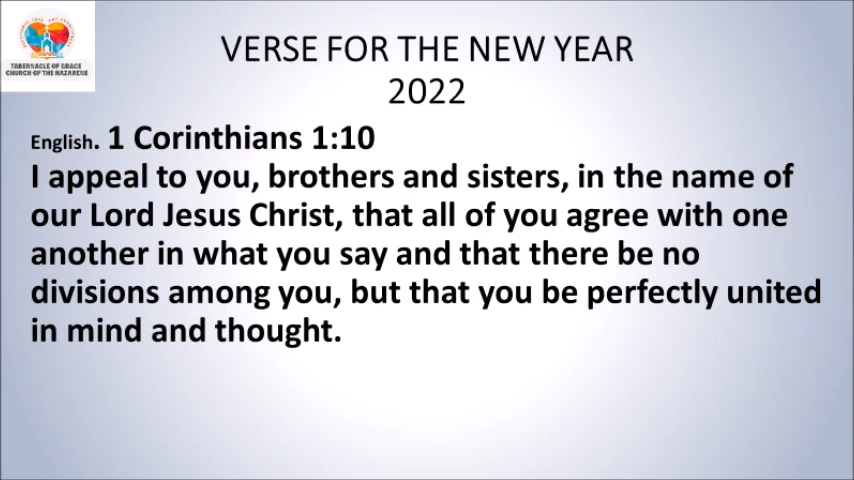 TABERNACLE OF GRACE
CHURCH OF THE NAZARENE
VERSE FOR THE NEW YEAR
2022
English. 1 Corinthians 1:10
I appeal to you, brothers and sisters, in the name of
our Lord Jesus Christ, that all of you agree with one
another in what you say and that there be no
divisions among you, but that you be perfectly united
in mind and thought.